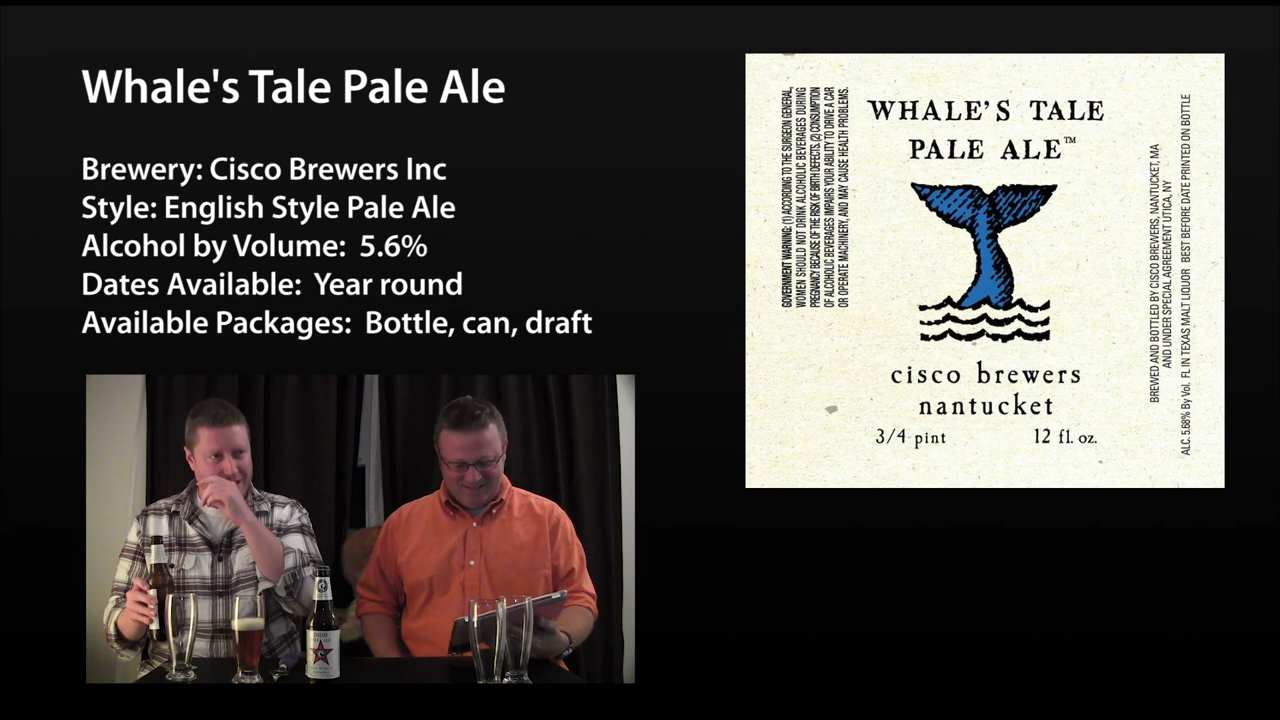 Whale's Tale Pale Ale
Brewery: Cisco Brewers Inc
Style: English Style Pale Ale
Alcohol by Volume: 5.6%
Dates Available: Year round
Available Packages: Bottle, can, draft
GOVERNMENT WARNING: (1) ACCORDING TO THE SURGEON GENERAL,
WOMEN SHOULD NOT DRINK ALCOHOLIC BEVERAGES DURING
PREGNANCY BECAUSE OF THE RISK OF BIRTH DEFECTS. (2) CONSUMPTION
OF ALCOHOLIC BEVERAGES IMPAIRS YOUR ABILITY TO DRIVE A CAR
OR OPERATE MACHINERY, AND MAY CAUSE HEALTH PROBLEMS.
WHALE'S TALE
PALE ALE™
cisco brewers
nantucket
3/4 pint 12 fl. oz.
BREWED AND BOTTLED BY CISCO BREWERS, NANTUCKET, MA
AND UNDER SPECIAL AGREEMENT UTICA, NY
ALC. 5.68% By Vol. FL IN TEXAS MALT LIQUOR BEST BEFORE DATE PRINTED ON BOTTLE